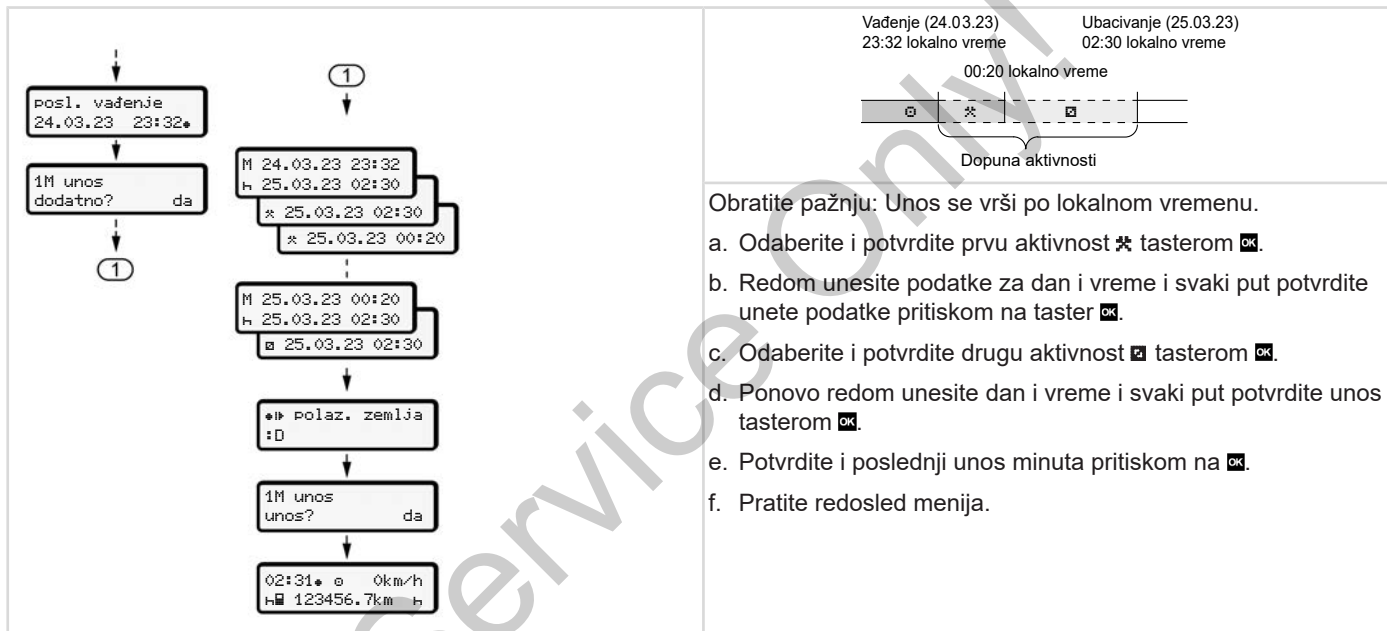 posl. vađenje
24.03.23 23:32
1M unos
dodatno? da
1
1
M 24.03.23 23:32
25.03.23 02:30
25.03.23 02:30
25.03.23 00:20
M 25.03.23 00:20
25.03.23 02:30
25.03.23 02:30
polaz. zemlja
:D
1M unos
unos? da
02:31 0km/h
123456.7km
Vađenje (24.03.23)
23:32 lokalno vreme
Ubacivanje (25.03.23)
02:30 lokalno vreme
00:20 lokalno vreme
Dopuna aktivnosti
Obratite pažnju: Unos se vrši po lokalnom vremenu.
a. Odaberite i potvrdite prvu aktivnost tasterom OK.
b. Redom unesite podatke za dan i vreme i svaki put potvrdite
unete podatke pritiskom na taster OK.
c. Odaberite i potvrdite drugu aktivnost tasterom OK.
d. Ponovo redom unesite dan i vreme i svaki put potvrdite unos
tasterom OK.
e. Potvrdite i poslednji unos minuta pritiskom na OK.
f. Pratite redosled menija.
Service Only!